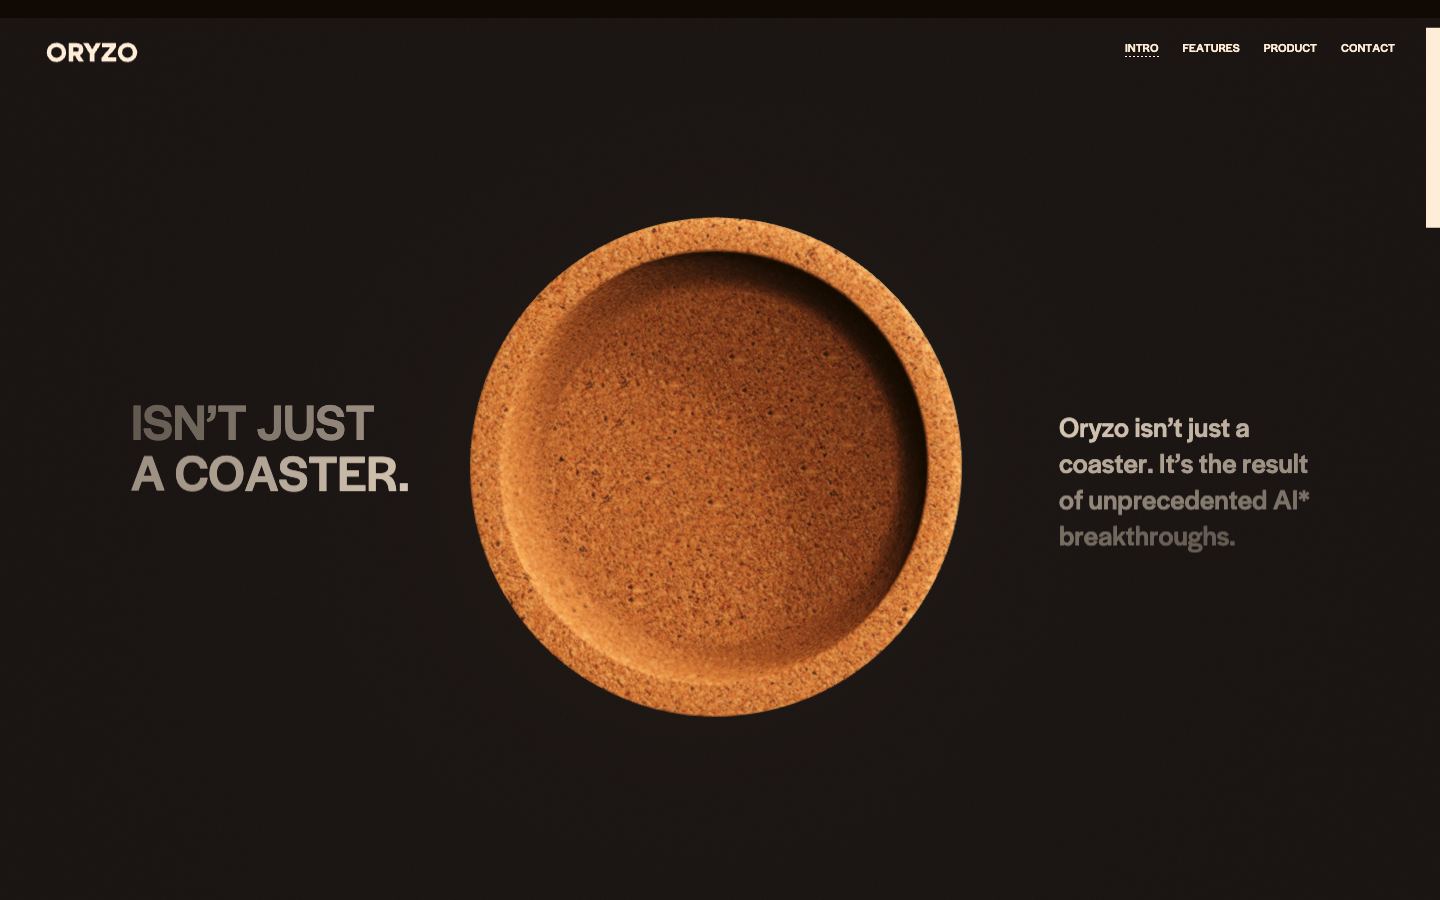 ORYZO
INTRO FEATURES PRODUCT CONTACT
ISN’T JUST
A COASTER.
Oryzo isn’t just a
coaster. It’s the result
of unprecedented AI*
breakthroughs.